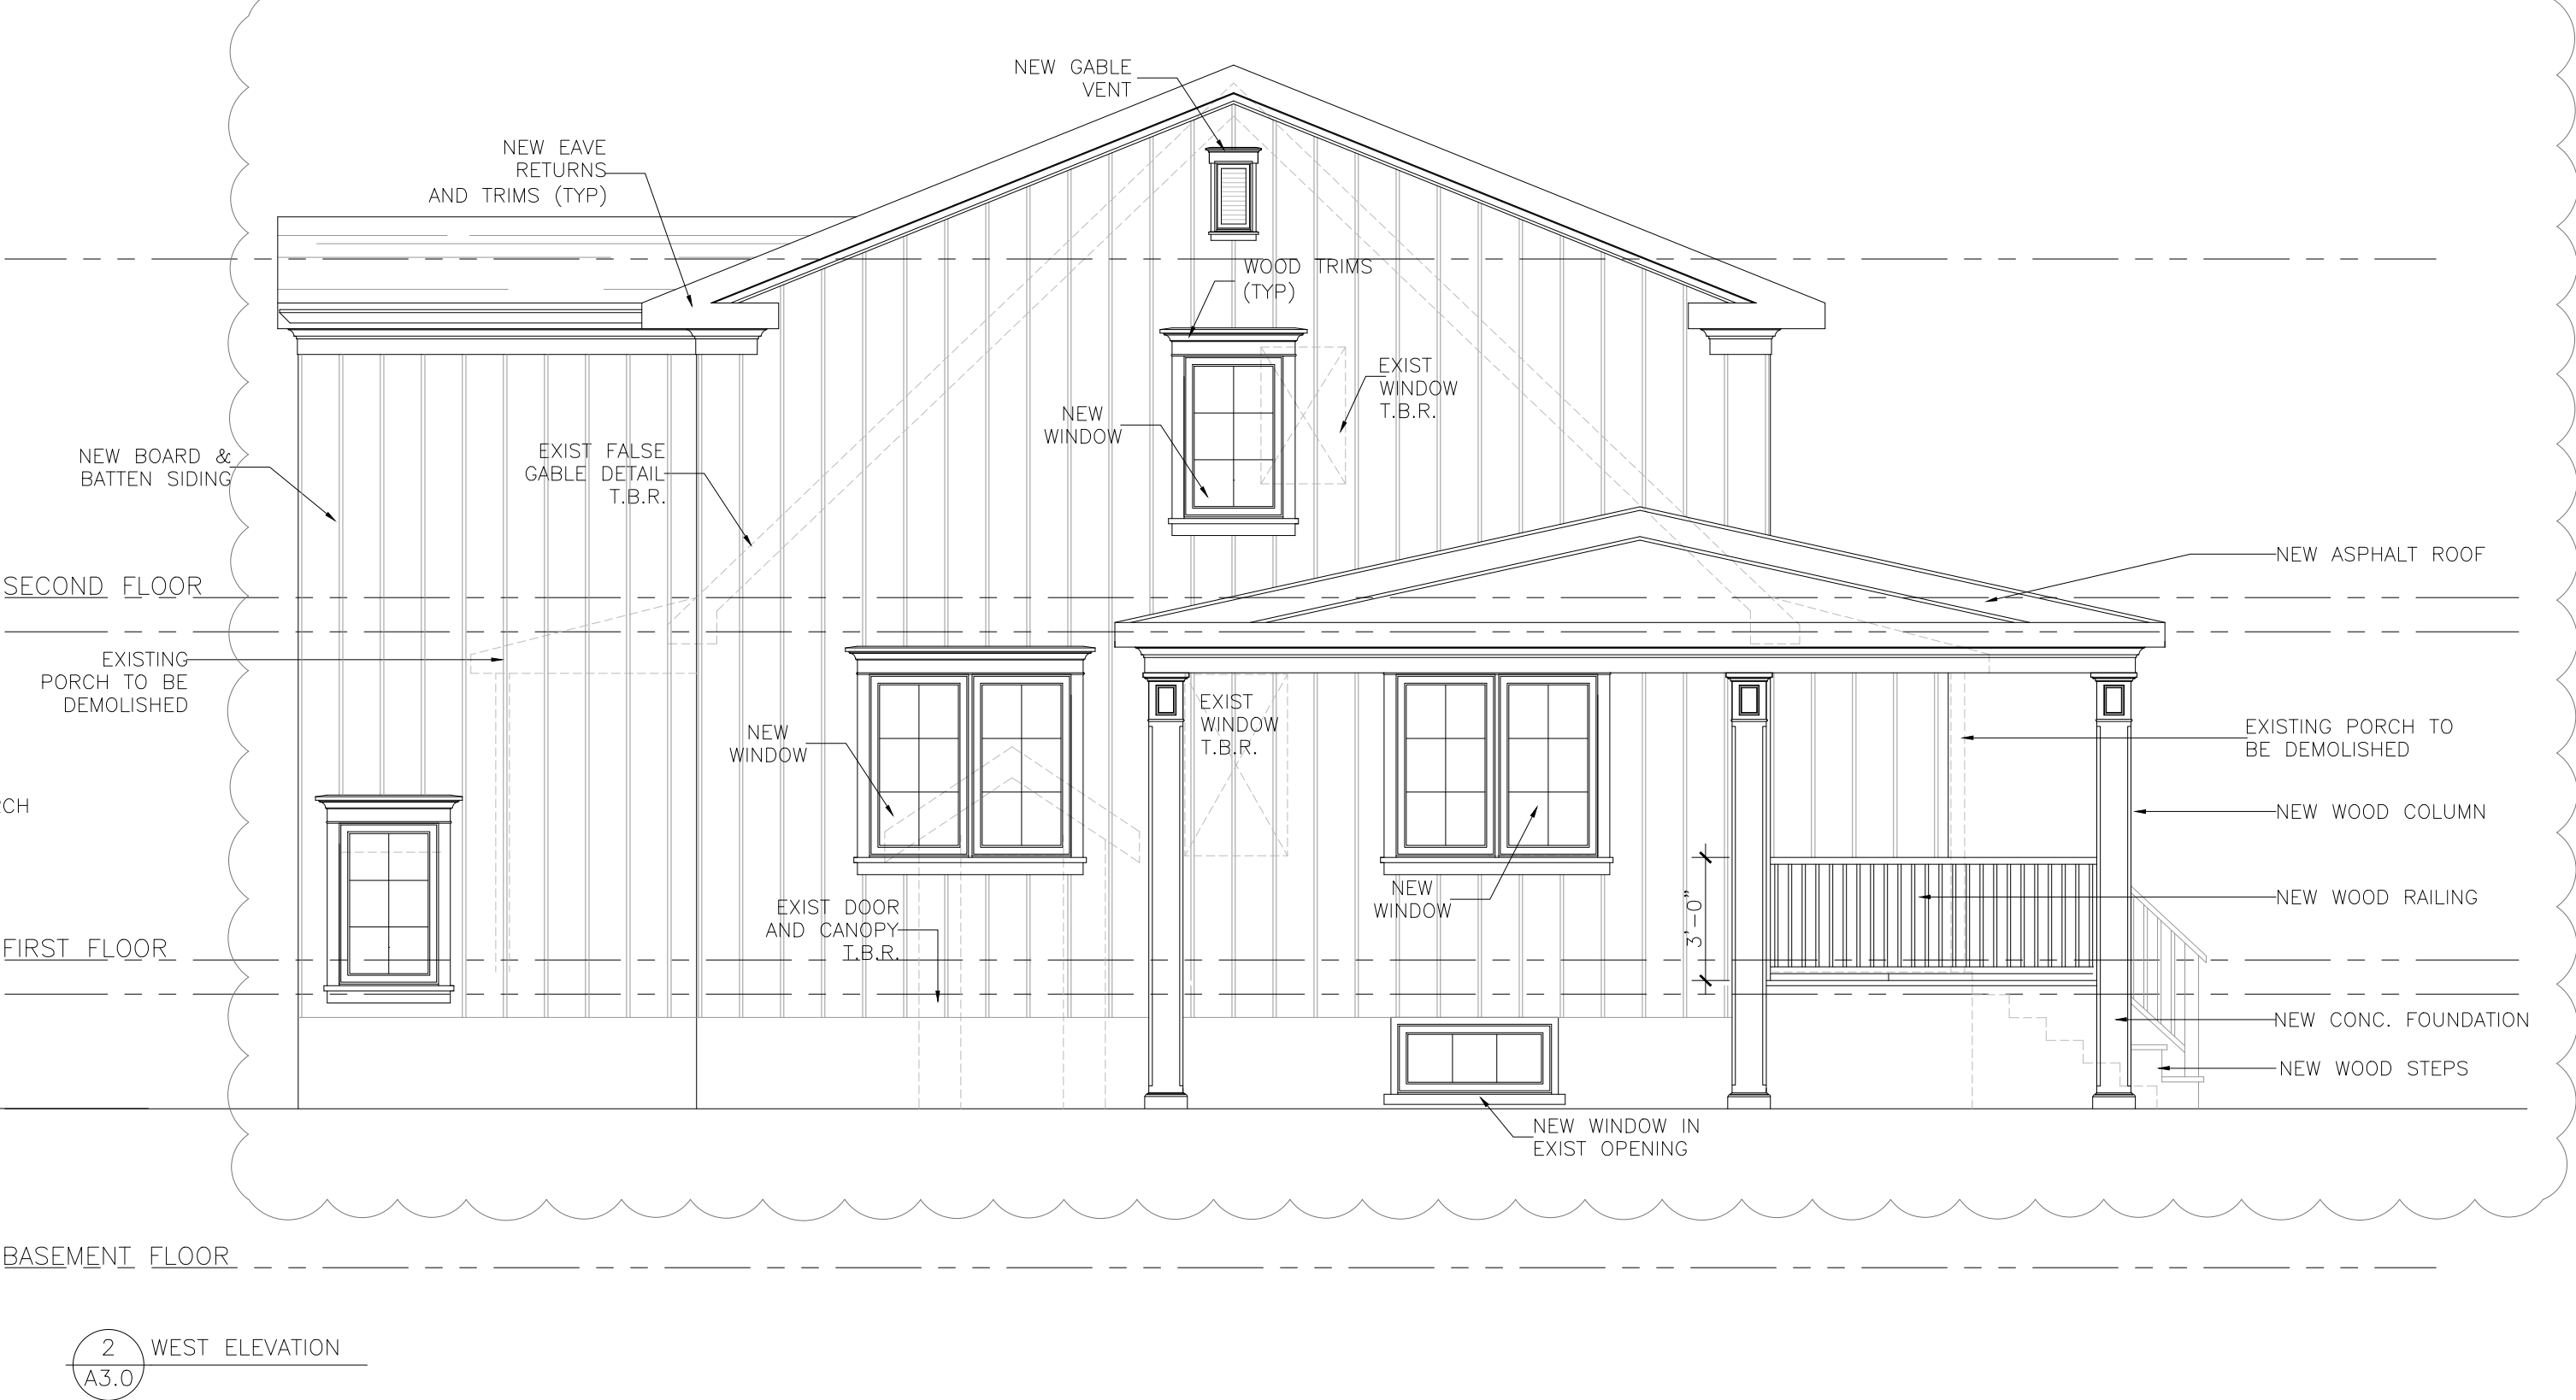 NEW GABLE
VENT
NEW EAVE
RETURNS
AND TRIMS (TYP)
WOOD TRIMS
(TYP)
EXIST
WINDOW
T.B.R.
NEW
WINDOW
NEW BOARD &
BATTEN SIDING
EXIST FALSE
GABLE DETAIL
T.B.R.
NEW ASPHALT ROOF
SECOND FLOOR
EXISTING
PORCH TO BE
DEMOLISHED
EXIST
WINDOW
T.B.R.
NEW
WINDOW
EXISTING PORCH TO
BE DEMOLISHED
CH
NEW WOOD COLUMN
NEW
WINDOW
NEW WOOD RAILING
3'-0"
EXIST DOOR
AND CANOPY
T.B.R.
FIRST FLOOR
NEW CONC. FOUNDATION
NEW WOOD STEPS
NEW WINDOW IN
EXIST OPENING
BASEMENT FLOOR
2 WEST ELEVATION
A3.0